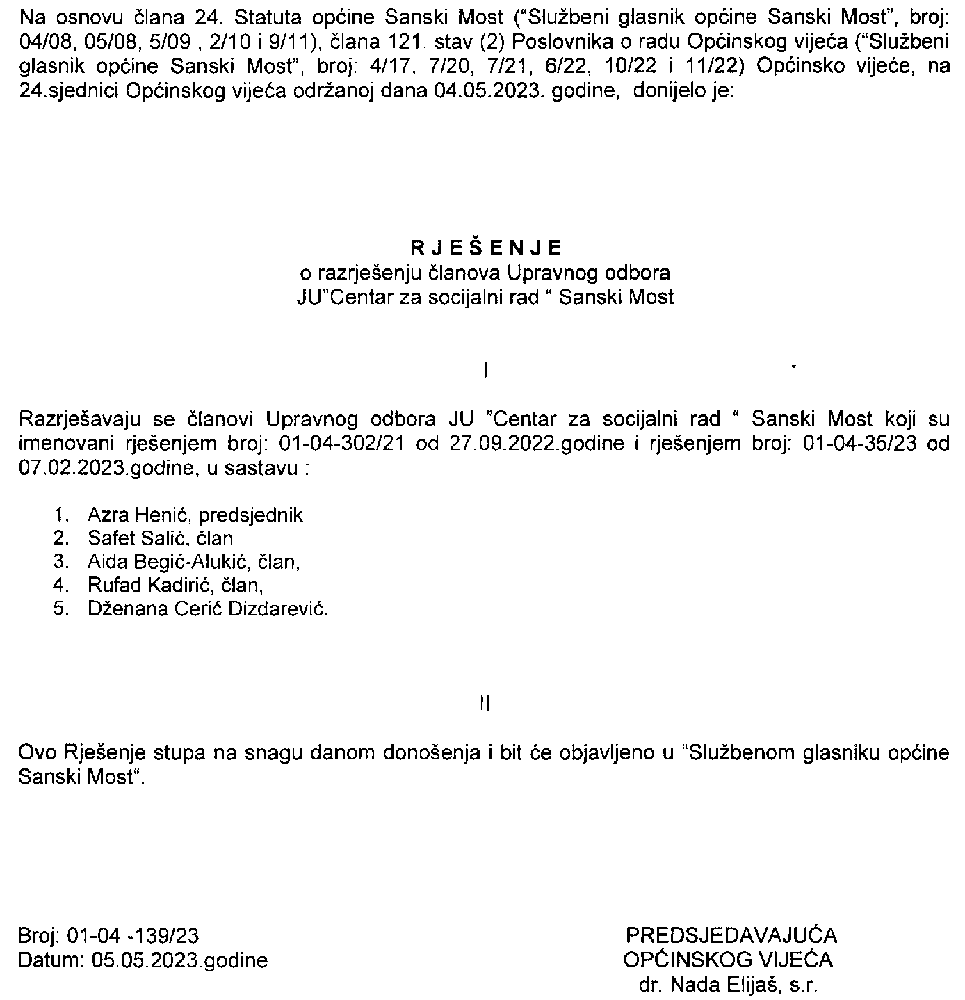 Na osnovu člana 24. Statuta općine Sanski Most (“Službeni glasnik općine Sanski Most”, broj:
04/08, 05/08, 5/09 , 2/10 i 9/11), člana 121. stav (2) Poslovnika o radu Općinskog vijeća (“Službeni
glasnik općine Sanski Most”, broj: 4/17, 7/20, 7/21, 6/22, 10/22 i 11/22) Općinsko vijeće, na
24.sjednici Općinskog vijeća održanoj dana 04.05.2023. godine, donijelo je:
R J E Š E N J E
o razrješenju članova Upravnog odbora
JU”Centar za socijalni rad “ Sanski Most
I
Razrješavaju se članovi Upravnog odbora JU ”Centar za socijalni rad “ Sanski Most koji su
imenovani rješenjem broj: 01-04-302/21 od 27.09.2022.godine i rješenjem broj: 01-04-35/23 od
07.02.2023.godine, u sastavu :
1. Azra Henić, predsjednik
2. Safet Salić, član
3. Aida Begić-Alukić, član,
4. Rufad Kadirić, član,
5. Dženana Cerić Dizdarević.
II
Ovo Rješenje stupa na snagu danom donošenja i bit će objavljeno u “Službenom glasniku općine
Sanski Most“.
Broj: 01-04 -139/23
Datum: 05.05.2023.godine
PREDSJEDAVAJUĆA
OPĆINSKOG VIJEĆA
dr. Nada Elijaš, s.r.